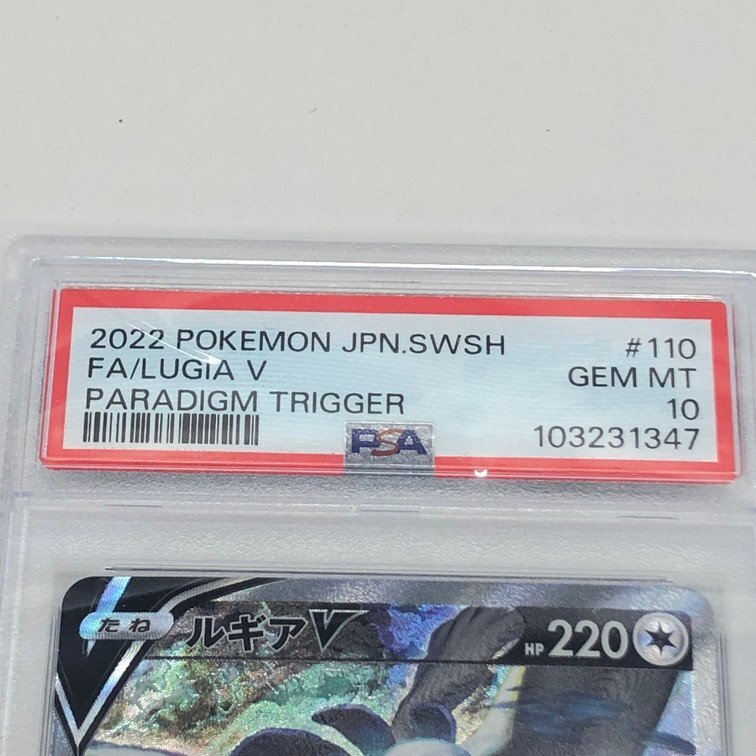 2022 POKEMON JPN.SWSH #110
FA/LUGIA V GEM MT
PARADIGM TRIGGER 10
PSA 103231347
たね ルギアV HP 220